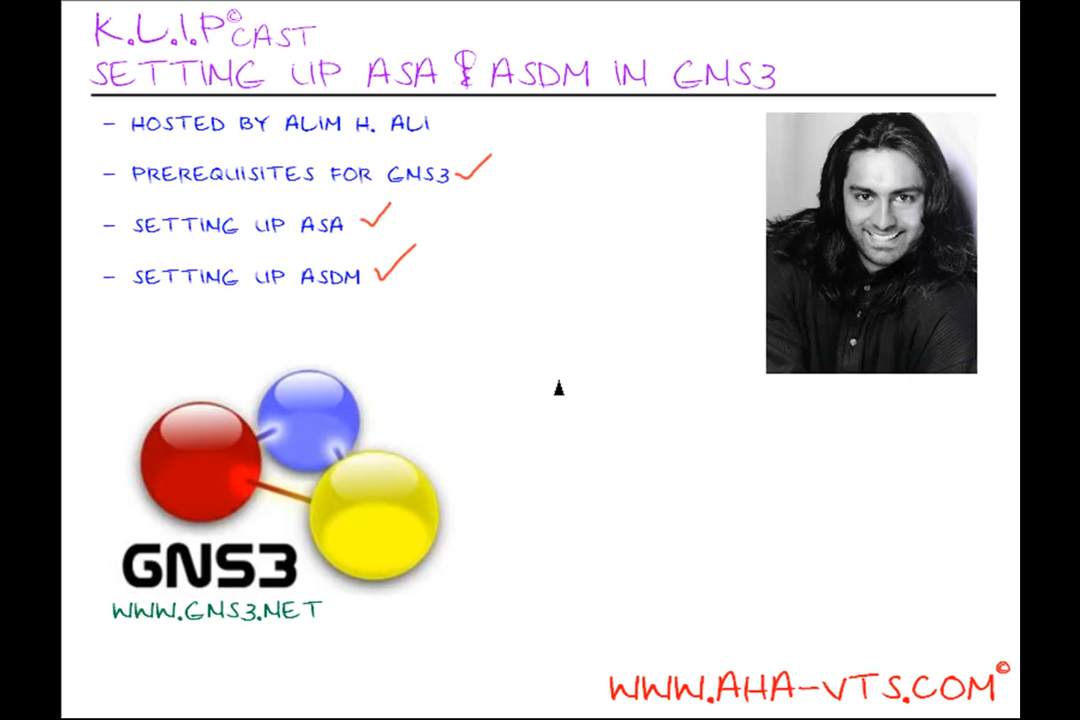 K.L.I.P© CAST
SETTING UP ASA & ASDM IN GNS3
- HOSTED BY ALIM H. ALI
- PREREQUISITES FOR GNS3 ✓
- SETTING UP ASA ✓
- SETTING UP ASDM ✓
GNS3
WWW.GNS3.NET
WWW.AHA-VTS.COM©